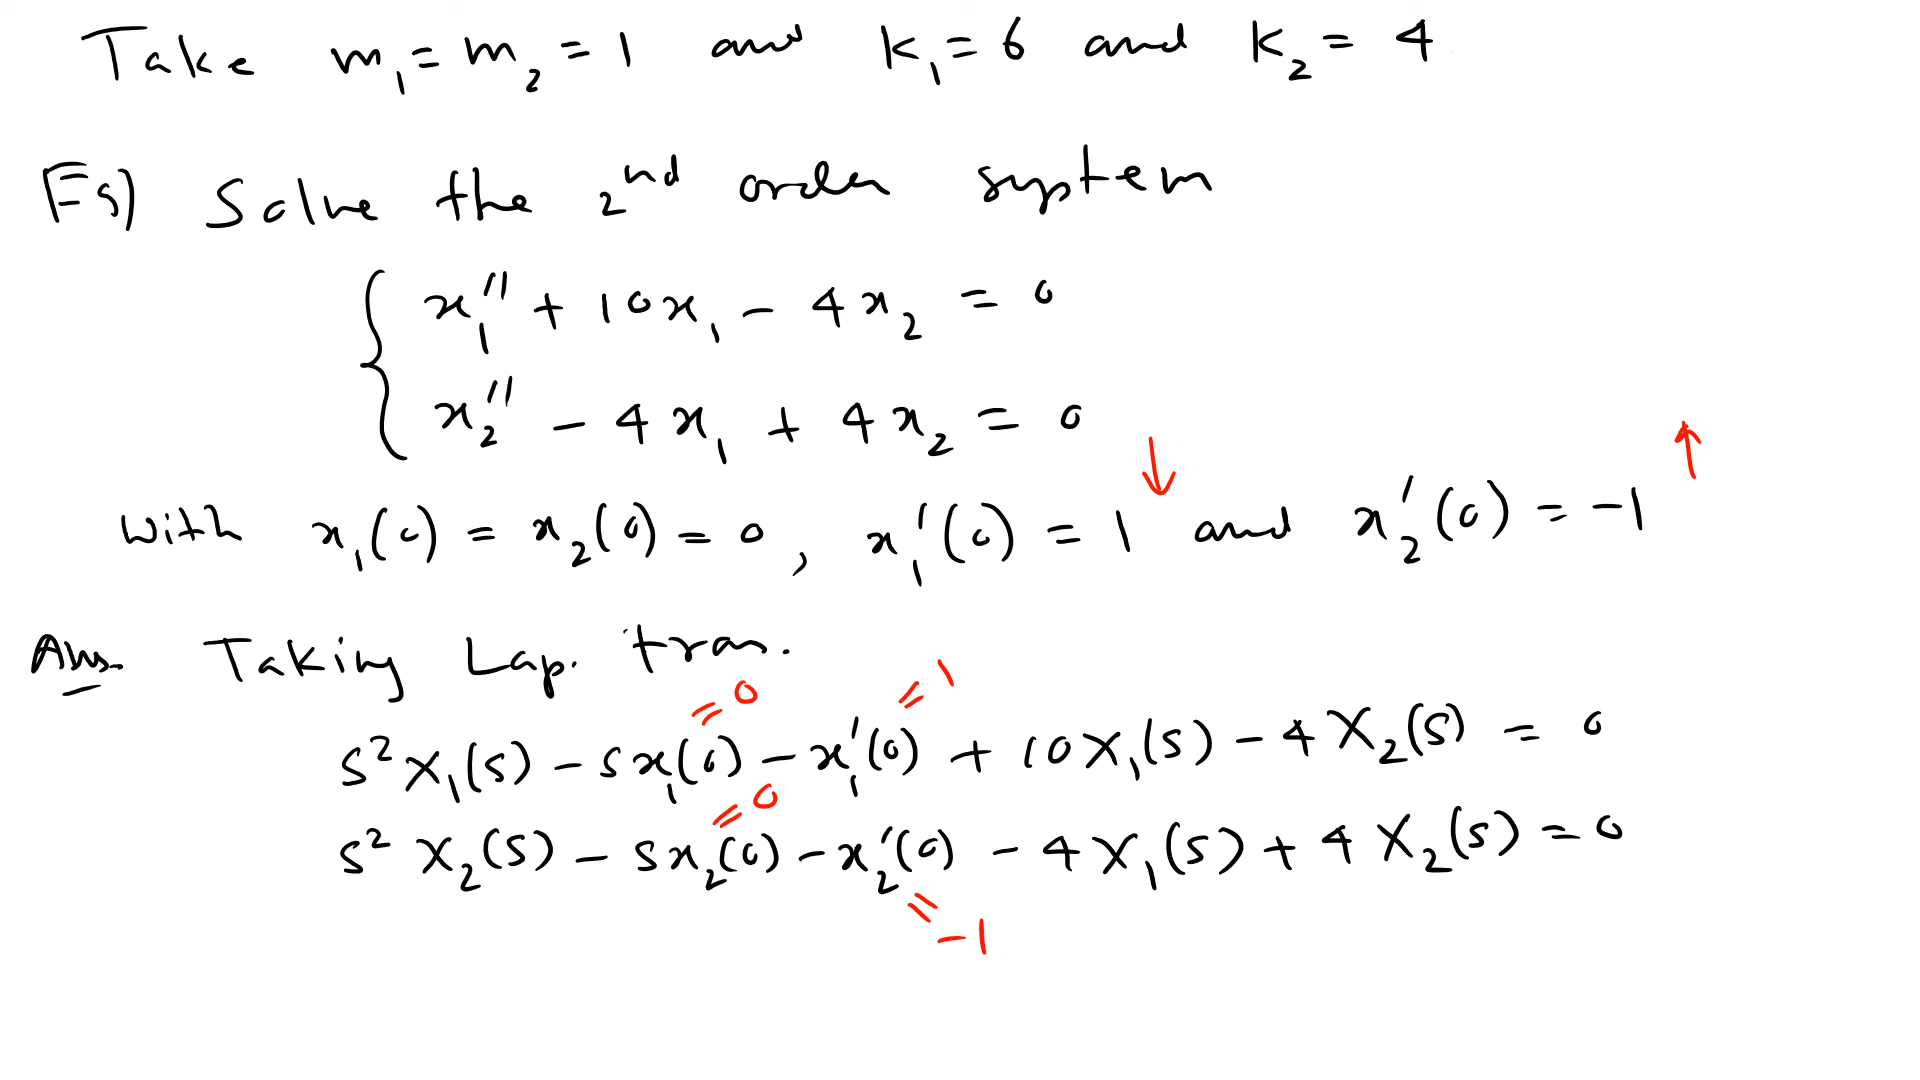 Take m₁ = m₂ = 1 and k₁ = 6 and k₂ = 4
Eg) Solve the 2nd order system
x₁'' + 10x₁ - 4x₂ = 0
x₂'' - 4x₁ + 4x₂ = 0
↓ ↑
With x₁(0) = x₂(0) = 0, x₁'(0) = 1 and x₂'(0) = -1
Ans. Taking Lap. tran.
= 0 = 1
s²X₁(s) - sx₁(0) - x₁'(0) + 10X₁(s) - 4X₂(s) = 0
= 0
s²X₂(s) - sx₂(0) - x₂'(0) - 4X₁(s) + 4X₂(s) = 0
= -1